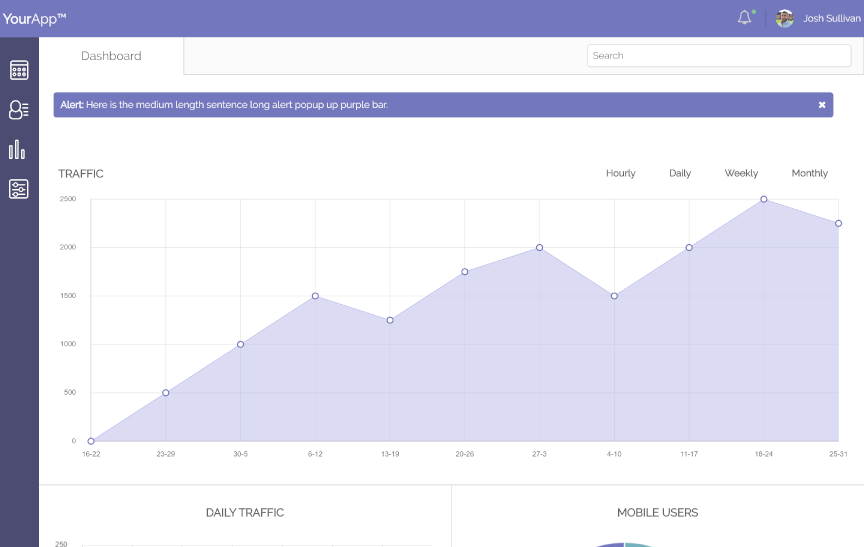 YourApp™
Josh Sullivan
Dashboard
Search
Alert: Here is the medium length sentence long alert popup up purple bar.
TRAFFIC
Hourly Daily Weekly Monthly
2500
2000
1500
1000
500
0
16-22 23-29 30-5 6-12 13-19 20-26 27-3 4-10 11-17 18-24 25-31
DAILY TRAFFIC
MOBILE USERS
250